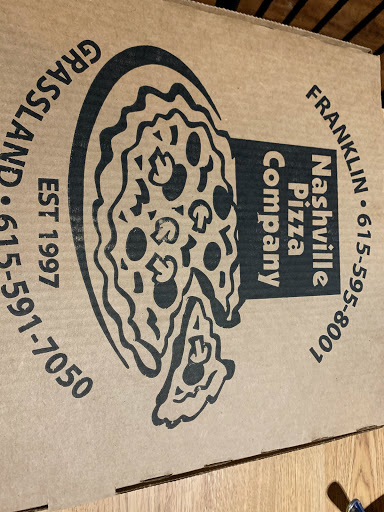 FRANKLIN • 615-595-8001
Nashville
Pizza
Company
EST 1997
GRASSLAND • 615-591-7050